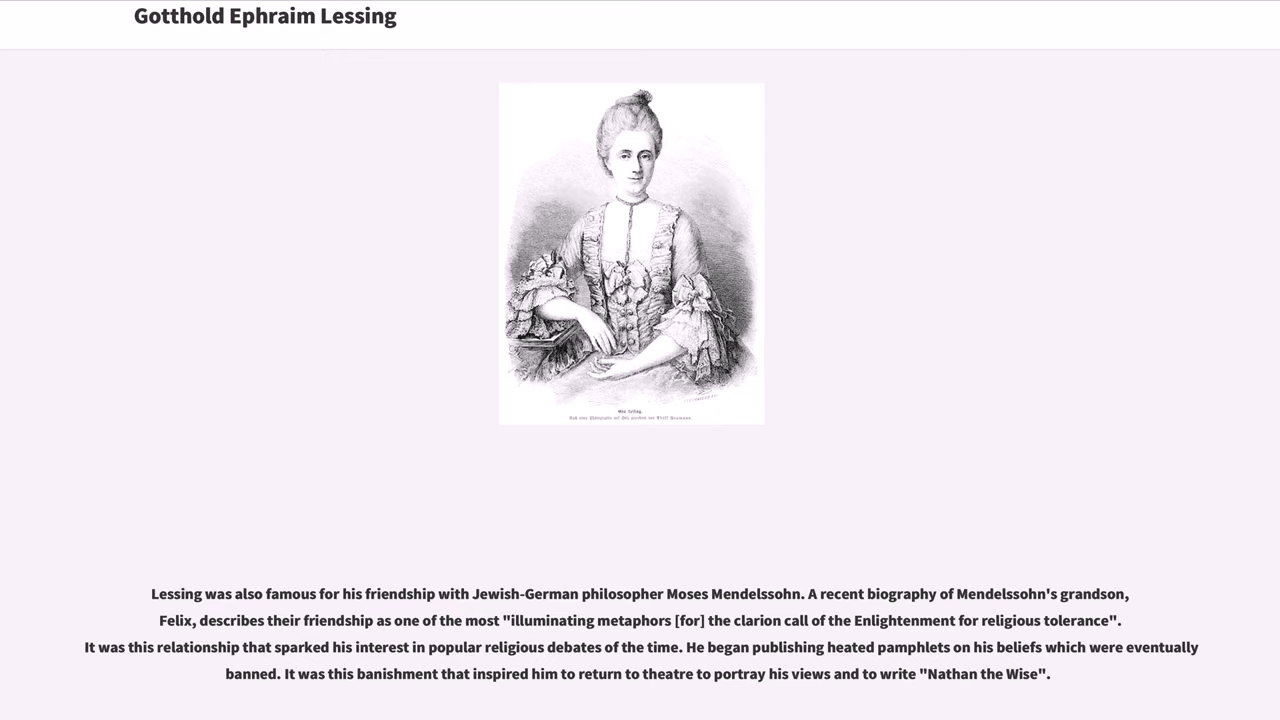 Gotthold Ephraim Lessing
Lessing was also famous for his friendship with Jewish-German philosopher Moses Mendelssohn. A recent biography of Mendelssohn's grandson,
Felix, describes their friendship as one of the most "illuminating metaphors [for] the clarion call of the Enlightenment for religious tolerance".
It was this relationship that sparked his interest in popular religious debates of the time. He began publishing heated pamphlets on his beliefs which were eventually
banned. It was this banishment that inspired him to return to theatre to portray his views and to write "Nathan the Wise".